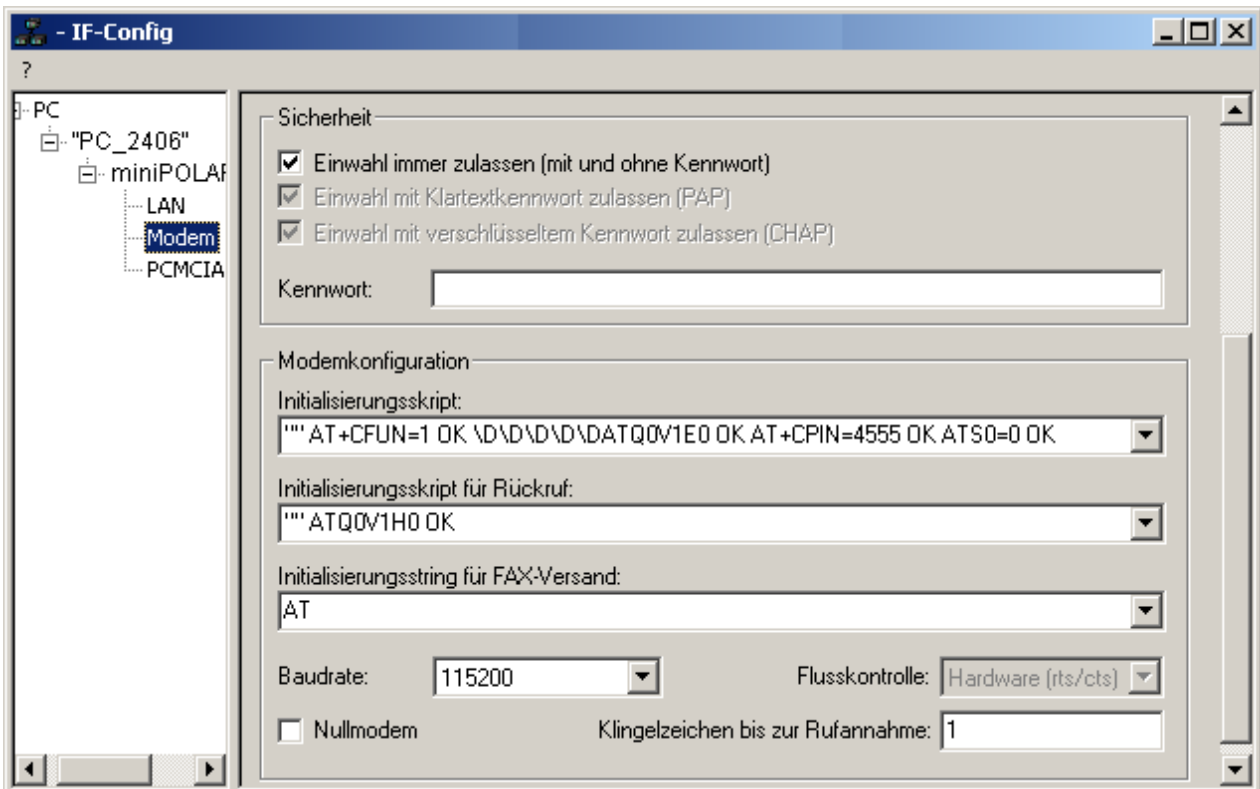 - IF-Config
?
PC
"PC_2406"
miniPOLAR
LAN
Modem
PCMCIA
Sicherheit
Einwahl immer zulassen (mit und ohne Kennwort)
Einwahl mit Klartextkennwort zulassen (PAP)
Einwahl mit verschlüsseltem Kennwort zulassen (CHAP)
Kennwort:
Modemkonfiguration
Initialisierungsskript:
"" AT+CFUN=1 OK \D\D\D\D\DATQ0V1E0 OK AT+CPIN=4555 OK ATS0=0 OK
Initialisierungsskript für Rückruf:
"" ATQ0V1H0 OK
Initialisierungsstring für FAX-Versand:
AT
Baudrate: 115200 Flusskontrolle: Hardware (rts/cts)
Nullmodem Klingelzeichen bis zur Rufannahme: 1